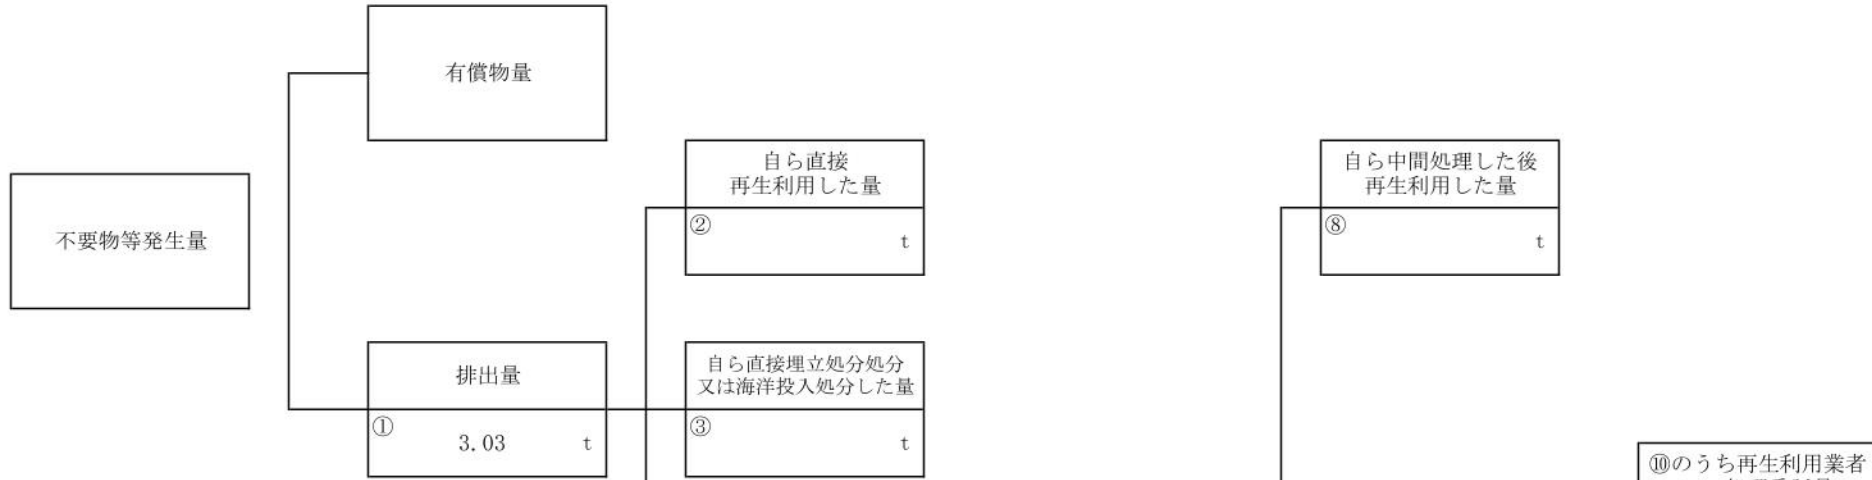 有償物量
自ら直接
再生利用した量
②
t
自ら中間処理した後
再生利用した量
⑧
t
不要物等発生量
排出量
①
3.03 t
自ら直接埋立処分処分
又は海洋投入処分した量
③
t
⑩のうち再生利用業者